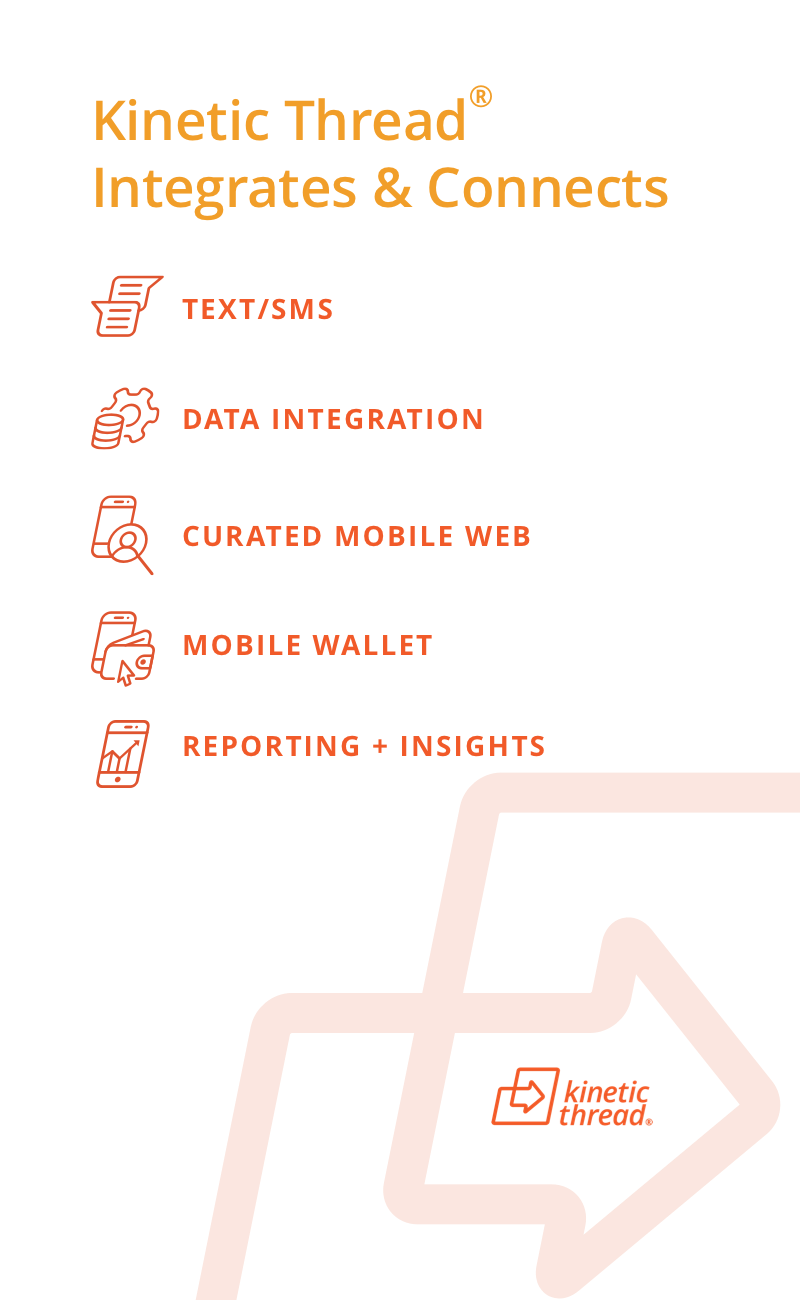 Kinetic Thread®
Integrates & Connects
TEXT/SMS
DATA INTEGRATION
CURATED MOBILE WEB
MOBILE WALLET
REPORTING + INSIGHTS
kinetic
thread®